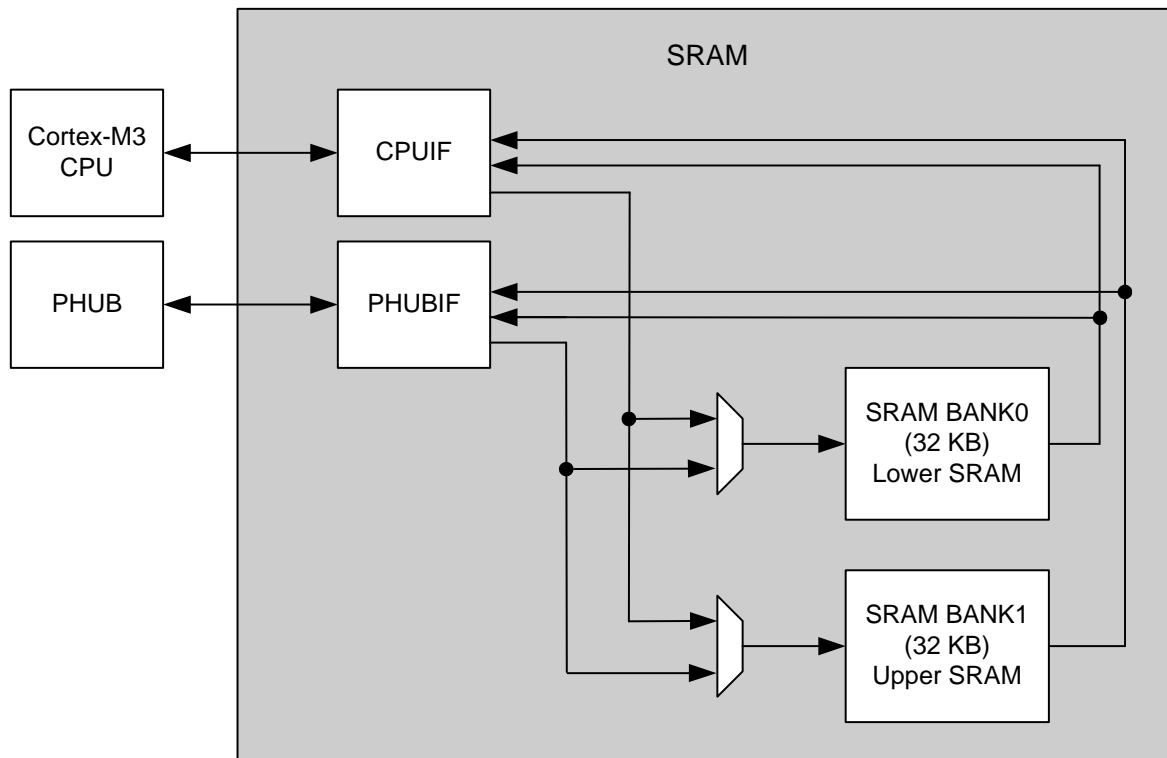 SRAM
Cortex-M3
CPU
CPUIF
PHUB
PHUBIF
SRAM BANK0
(32 KB)
Lower SRAM
SRAM BANK1
(32 KB)
Upper SRAM